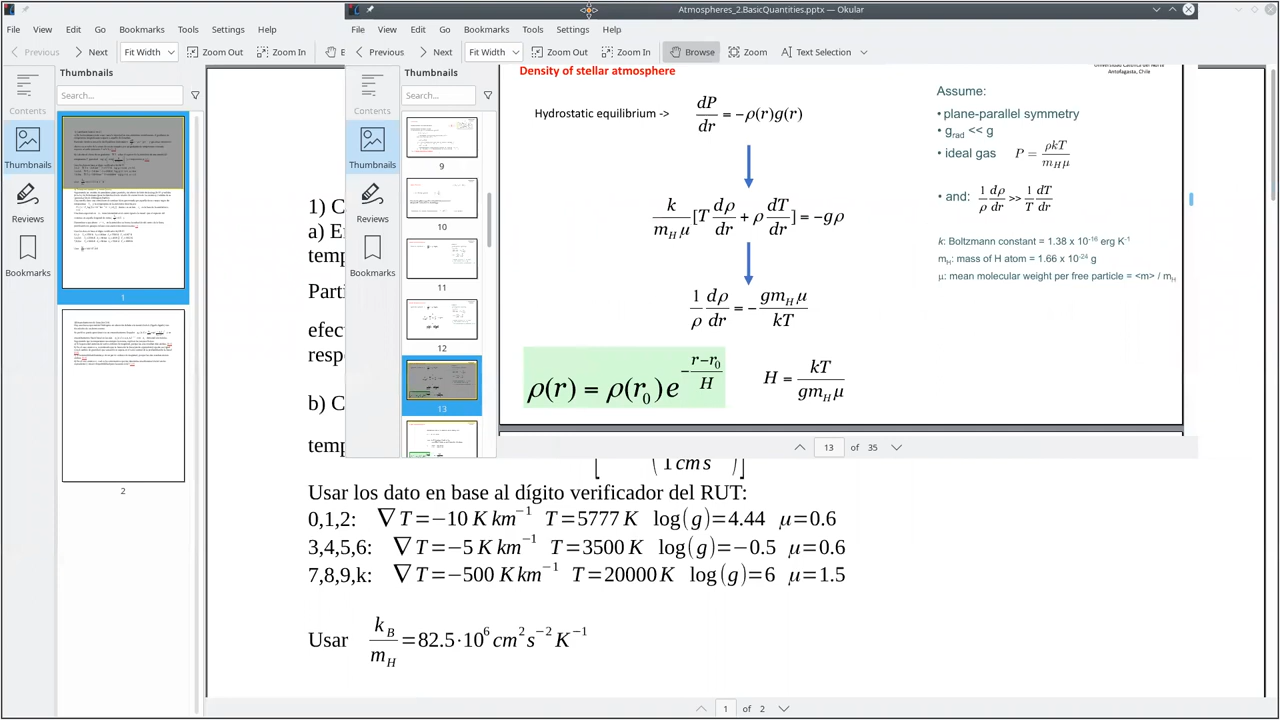 Atmospheres_2.BasicQuantities.pptx — Okular
File View Edit Go Bookmarks Tools Settings Help
Previous Next Fit Width Zoom Out Zoom In E
Contents
Thumbnails
Reviews
Bookmarks
Thumbnails
Search...
1
2
File View Edit Go Bookmarks Tools Settings Help
Previous Next Fit Width Zoom Out Zoom In Browse Zoom Text Selection
Contents
Thumbnails
Reviews
Bookmarks
Thumbnails
Search...
9
10
11
12
13
Antofagasta, Chile
Density of stellar atmosphere
Hydrostatic equilibrium -> dP/dr = −ρ(r)g(r)
k/(m_H μ) [T dρ/dr + ρ dT/dr] = −gρ
1/ρ dρ/dr = − g m_H μ / kT
ρ(r) = ρ(r₀) e^(−(r−r₀)/H)
H = kT / (g m_H μ)
Assume:
• plane-parallel symmetry
• g_rad << g
• ideal gas P = ρkT / (m_H μ)
• and: 1/ρ dρ/dr >> 1/T dT/dr
k: Boltzmann constant = 1.38 x 10⁻¹⁶ erg K⁻¹
m_H: mass of H atom = 1.66 x 10⁻²⁴ g
μ: mean molecular weight per free particle = <m> / m_H
13 of 35
1) C
a) E
temp
Parti
efec
respe
b) C
temp
[ ( 1 cm s ) ]
Usar los dato en base al dígito verificador del RUT:
0,1,2: ∇T=−10 K km⁻¹ T=5777 K log(g)=4.44 μ=0.6
3,4,5,6: ∇T=−5 K km⁻¹ T=3500 K log(g)=−0.5 μ=0.6
7,8,9,k: ∇T=−500 K km⁻¹ T=20000 K log(g)=6 μ=1.5
Usar k_B/m_H = 82.5·10⁶ cm² s⁻² K⁻¹
1 of 2